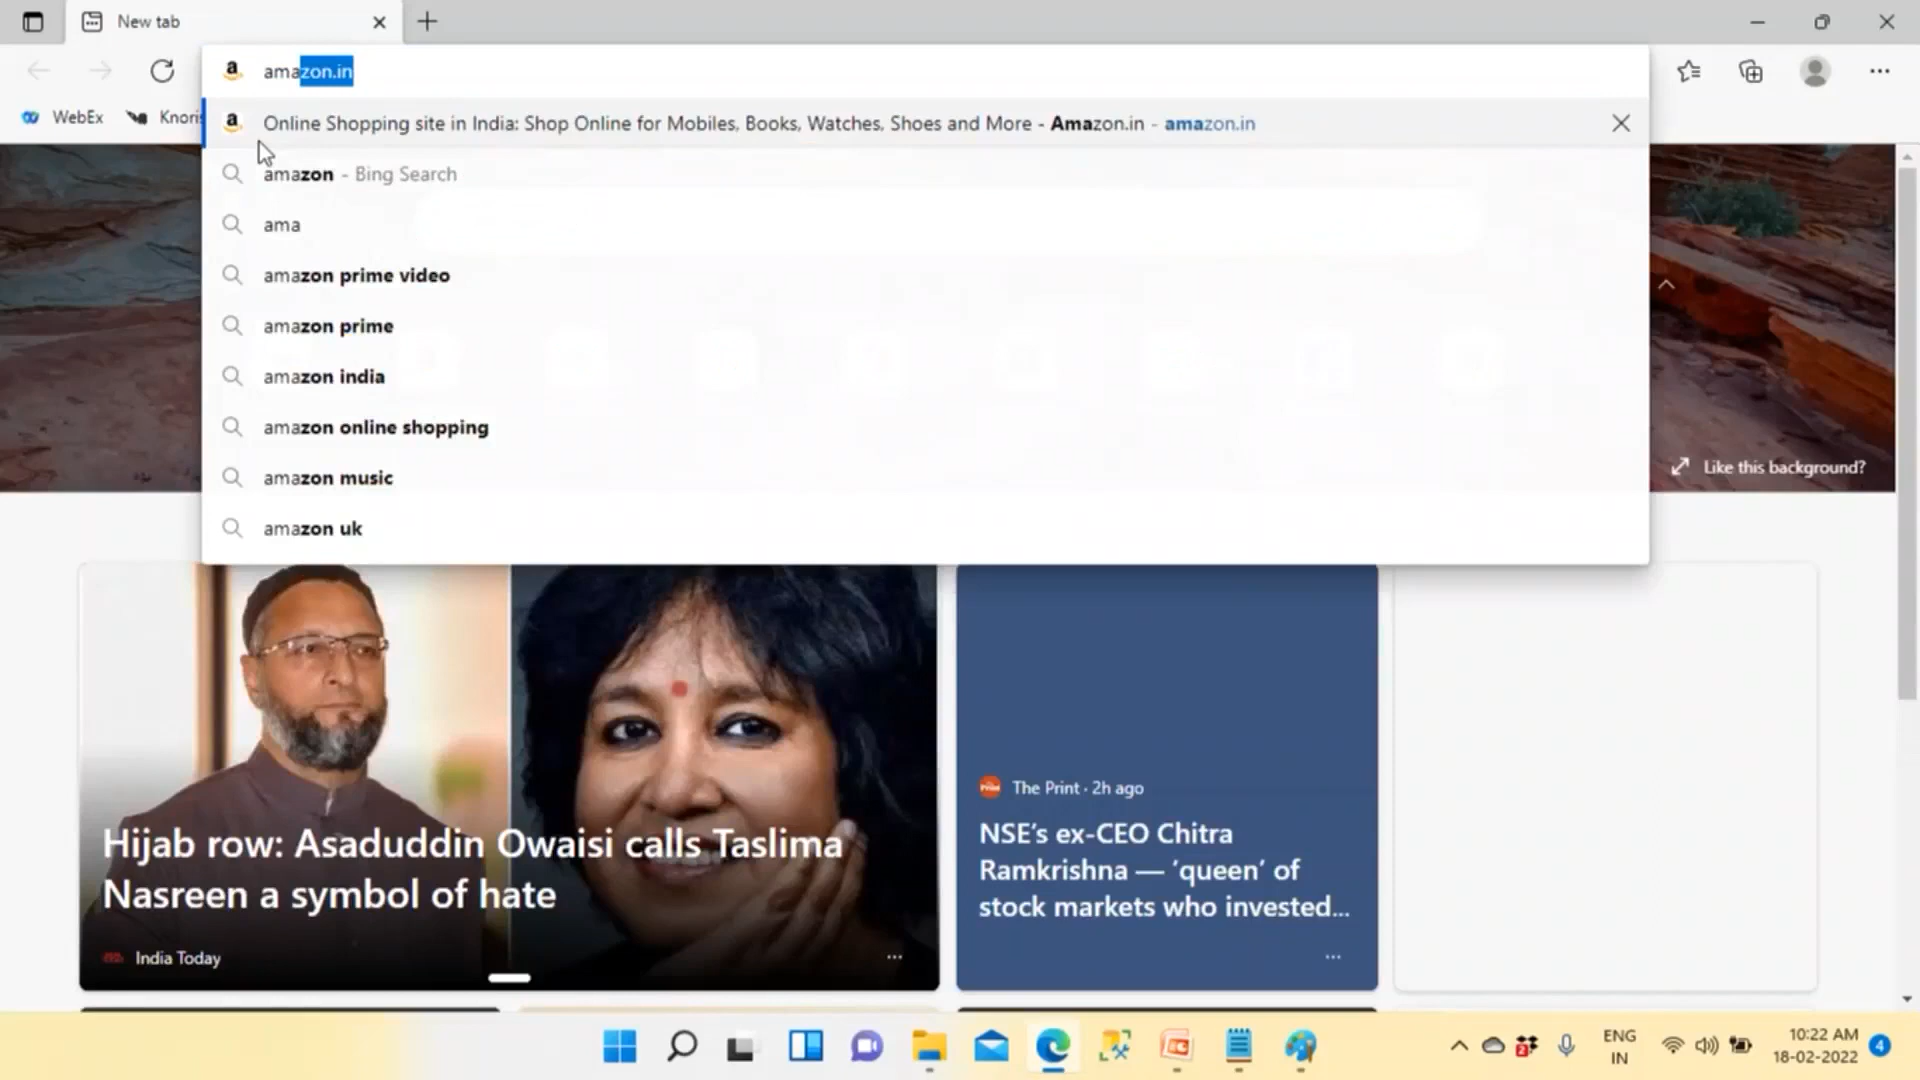 New tab
amazon.in
WebEx
Online Shopping site in India: Shop Online for Mobiles, Books, Watches, Shoes and More - Amazon.in - amazon.in
amazon - Bing Search
ama
amazon prime video
amazon prime
amazon india
amazon online shopping
amazon music
amazon uk
Like this background?
Hijab row: Asaduddin Owaisi calls Taslima
Nasreen a symbol of hate
India Today
The Print · 2h ago
NSE’s ex-CEO Chitra
Ramkrishna — ‘queen’ of
stock markets who invested...
ENG
IN
10:22 AM
18-02-2022
4